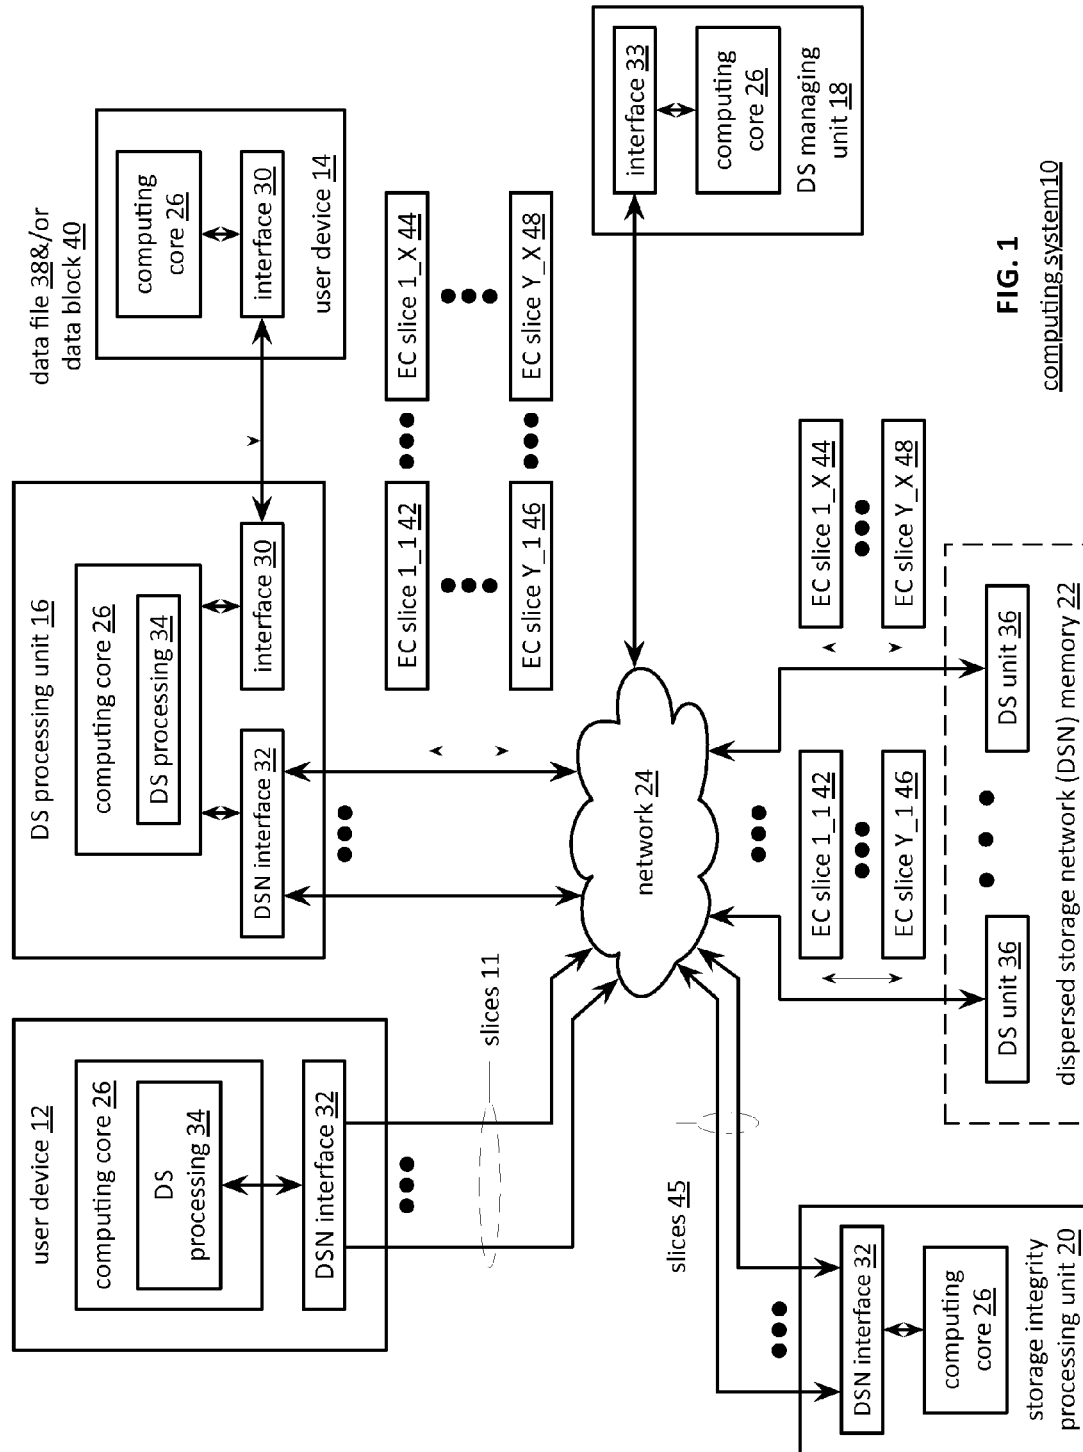 user device 12
computing core 26
DS
processing 34
DSN interface 32
slices 11
DS processing unit 16
computing core 26
DS processing 34
DSN interface 32
interface 30
data file 38&/or
data block 40
computing
core 26
interface 30
user device 14
EC slice 1_1 42
EC slice 1_X 44
EC slice Y_1 46
EC slice Y_X 48
network 24
interface 33
computing
core 26
DS managing
unit 18
slices 45
DSN interface 32
computing
core 26
storage integrity
processing unit 20
EC slice 1_1 42
EC slice Y_1 46
EC slice 1_X 44
EC slice Y_X 48
DS unit 36
DS unit 36
dispersed storage network (DSN) memory 22
FIG. 1
computing system10